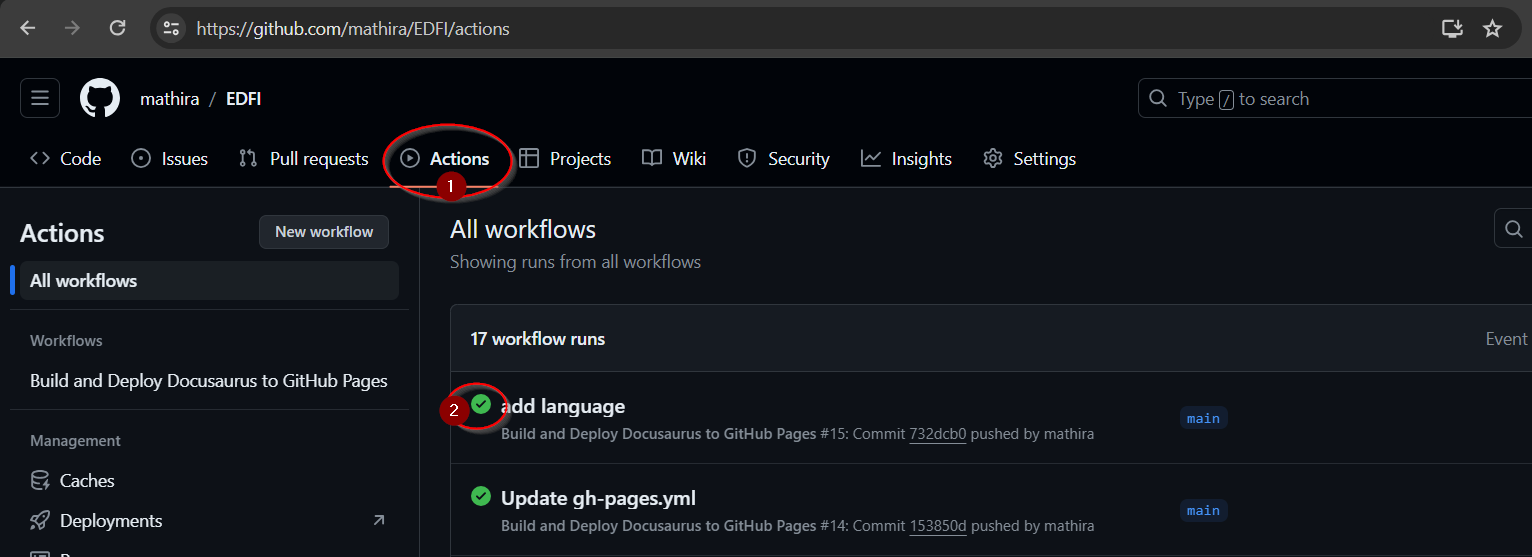 https://github.com/mathira/EDFI/actions
mathira / EDFI
Type / to search
Code Issues Pull requests Actions Projects Wiki Security Insights Settings
1
Actions
New workflow
All workflows
Workflows
Build and Deploy Docusaurus to GitHub Pages
Management
Caches
Deployments
All workflows
Showing runs from all workflows
17 workflow runs
Event
2
add language
main
Build and Deploy Docusaurus to GitHub Pages #15: Commit 732dcb0 pushed by mathira
Update gh-pages.yml
main
Build and Deploy Docusaurus to GitHub Pages #14: Commit 153850d pushed by mathira